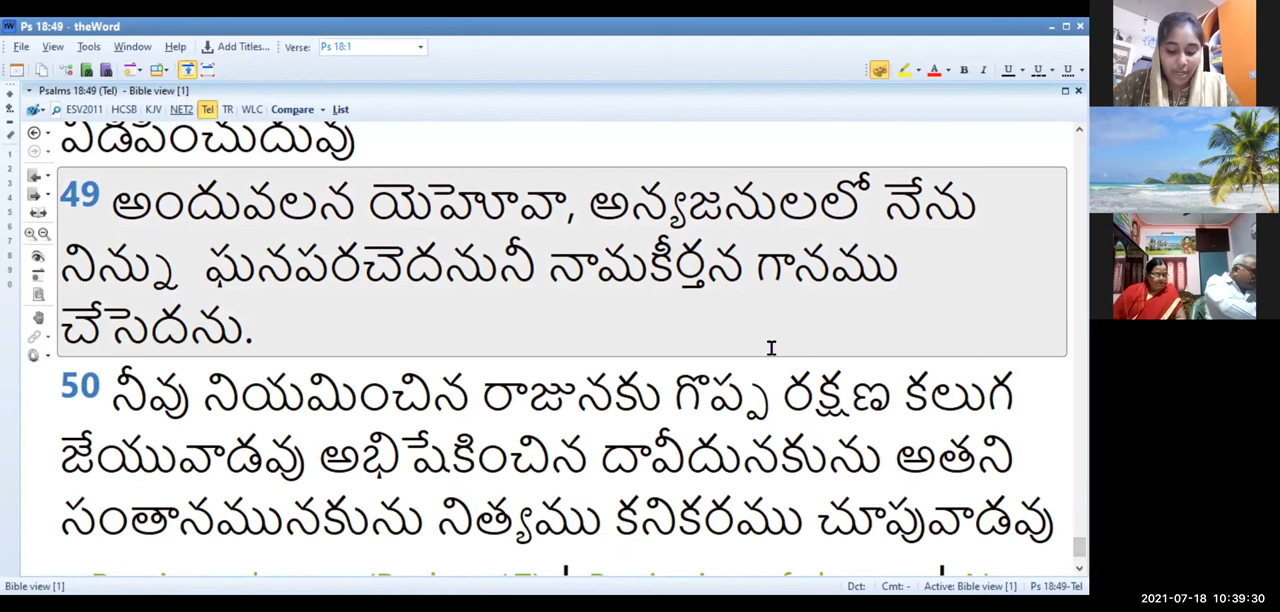 Ps 18:49 - theWord
File View Tools Window Help Add Titles... Verse: Ps 18:1
Psalms 18:49 (Tel) - Bible view [1]
ESV2011 HCSB KJV NET2 Tel TR WLC Compare List
49 అందువలన యెహోవా, అన్యజనులలో నేను
నిన్ను ఘనపరచెదనునీ నామకీర్తన గానము
చేసెదను.
50 నీవు నియమించిన రాజునకు గొప్ప రక్షణ కలుగ
జేయువాడవు అభిషేకించిన దావీదునకును అతని
సంతానమునకును నిత్యము కనికరము చూపువాడవు
Bible view [1] Dct: Cmt: - Active: Bible view [1] Ps 18:49-Tel
2021-07-18 10:39:30